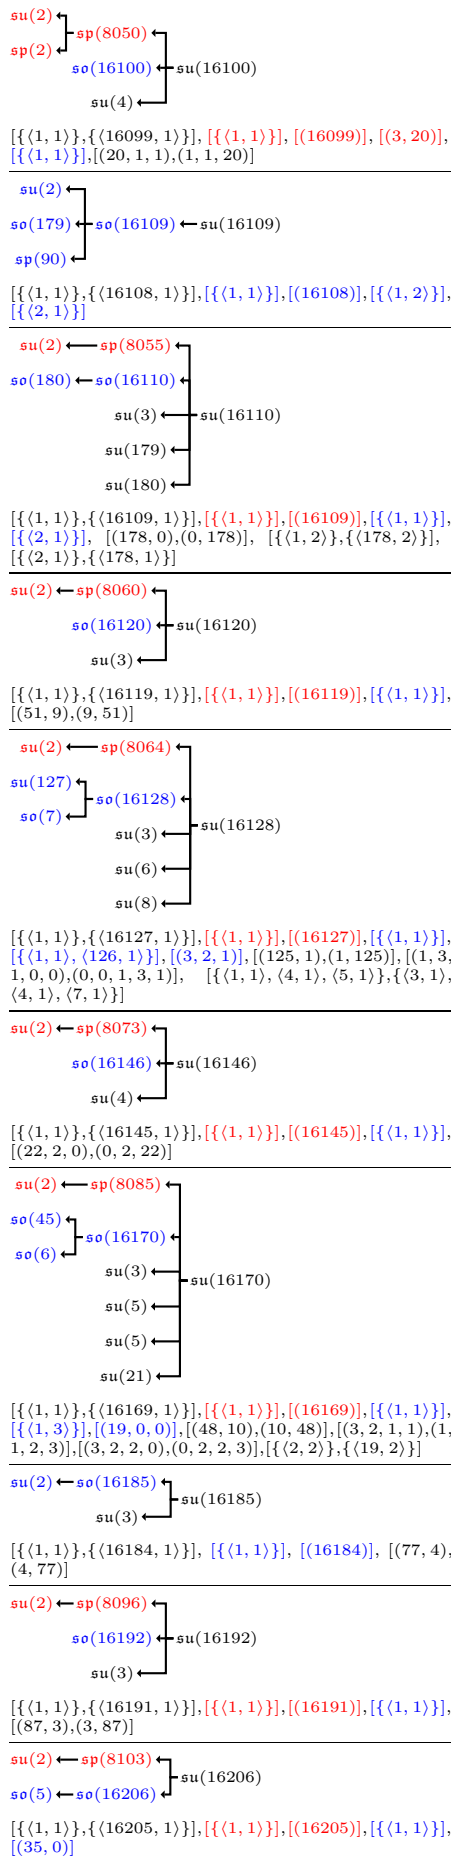 𝔰𝔲(2)
𝔰𝔭(2)
𝔰𝔭(8050)
𝔰𝔬(16100)
𝔰𝔲(16100)
𝔰𝔲(4)
[{⟨1, 1⟩},{⟨16099, 1⟩}], [{⟨1, 1⟩}], [(16099)], [(3, 20)],
[{⟨1, 1⟩}],[(20, 1, 1),(1, 1, 20)]
𝔰𝔲(2)
𝔰𝔬(179)
𝔰𝔬(16109)
𝔰𝔲(16109)
𝔰𝔭(90)
[{⟨1, 1⟩},{⟨16108, 1⟩}],[{⟨1, 1⟩}],[(16108)],[{⟨1, 2⟩}],
[{⟨2, 1⟩}]
𝔰𝔲(2)
𝔰𝔭(8055)
𝔰𝔬(180)
𝔰𝔬(16110)
𝔰𝔲(3)
𝔰𝔲(16110)
𝔰𝔲(179)
𝔰𝔲(180)
[{⟨1, 1⟩},{⟨16109, 1⟩}],[{⟨1, 1⟩}],[(16109)],[{⟨1, 1⟩}],
[{⟨2, 1⟩}], [(178, 0),(0, 178)], [{⟨1, 2⟩},{⟨178, 2⟩}],
[{⟨2, 1⟩},{⟨178, 1⟩}]
𝔰𝔲(2)
𝔰𝔭(8060)
𝔰𝔬(16120)
𝔰𝔲(16120)
𝔰𝔲(3)
[{⟨1, 1⟩},{⟨16119, 1⟩}],[{⟨1, 1⟩}],[(16119)],[{⟨1, 1⟩}],
[(51, 9),(9, 51)]
𝔰𝔲(2)
𝔰𝔭(8064)
𝔰𝔲(127)
𝔰𝔬(16128)
𝔰𝔬(7)
𝔰𝔲(16128)
𝔰𝔲(3)
𝔰𝔲(6)
𝔰𝔲(8)
[{⟨1, 1⟩},{⟨16127, 1⟩}],[{⟨1, 1⟩}],[(16127)],[{⟨1, 1⟩}],
[{⟨1, 1⟩, ⟨126, 1⟩}],[(3, 2, 1)],[(125, 1),(1, 125)],[(1, 3,
1, 0, 0),(0, 0, 1, 3, 1)], [{⟨1, 1⟩, ⟨4, 1⟩, ⟨5, 1⟩},{⟨3, 1⟩,
⟨4, 1⟩, ⟨7, 1⟩}]
𝔰𝔲(2)
𝔰𝔭(8073)
𝔰𝔬(16146)
𝔰𝔲(16146)
𝔰𝔲(4)
[{⟨1, 1⟩},{⟨16145, 1⟩}],[{⟨1, 1⟩}],[(16145)],[{⟨1, 1⟩}],
[(22, 2, 0),(0, 2, 22)]
𝔰𝔲(2)
𝔰𝔭(8085)
𝔰𝔬(45)
𝔰𝔬(16170)
𝔰𝔬(6)
𝔰𝔲(3)
𝔰𝔲(16170)
𝔰𝔲(5)
𝔰𝔲(5)
𝔰𝔲(21)
[{⟨1, 1⟩},{⟨16169, 1⟩}],[{⟨1, 1⟩}],[(16169)],[{⟨1, 1⟩}],
[{⟨1, 3⟩}],[(19, 0, 0)],[(48, 10),(10, 48)],[(3, 2, 1, 1),(1,
1, 2, 3)],[(3, 2, 2, 0),(0, 2, 2, 3)],[{⟨2, 2⟩},{⟨19, 2⟩}]
𝔰𝔲(2)
𝔰𝔬(16185)
𝔰𝔲(16185)
𝔰𝔲(3)
[{⟨1, 1⟩},{⟨16184, 1⟩}], [{⟨1, 1⟩}], [(16184)], [(77, 4),
(4, 77)]
𝔰𝔲(2)
𝔰𝔭(8096)
𝔰𝔬(16192)
𝔰𝔲(16192)
𝔰𝔲(3)
[{⟨1, 1⟩},{⟨16191, 1⟩}],[{⟨1, 1⟩}],[(16191)],[{⟨1, 1⟩}],
[(87, 3),(3, 87)]
𝔰𝔲(2)
𝔰𝔭(8103)
𝔰𝔲(16206)
𝔰𝔬(5)
𝔰𝔬(16206)
[{⟨1, 1⟩},{⟨16205, 1⟩}],[{⟨1, 1⟩}],[(16205)],[{⟨1, 1⟩}],
[(35, 0)]